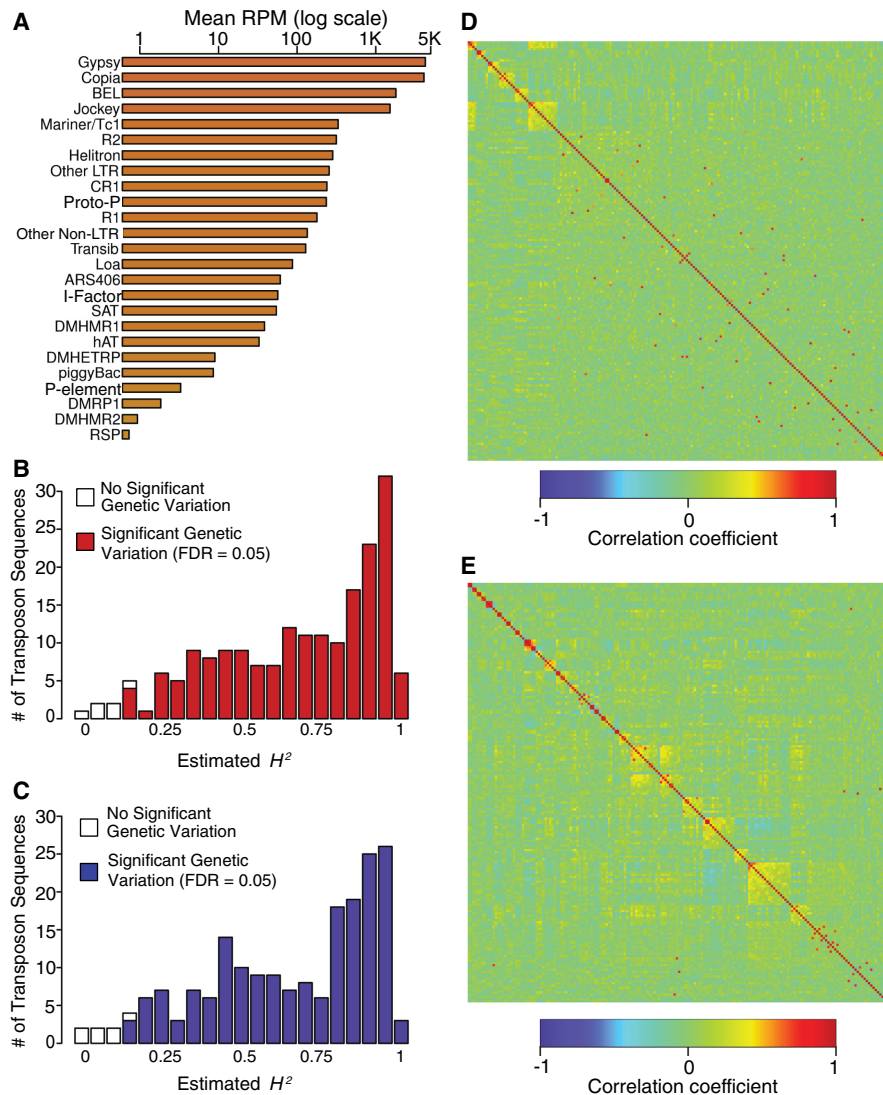 A
Mean RPM (log scale)
1 10 100 1K 5K
Gypsy
Copia
BEL
Jockey
Mariner/Tc1
R2
Helitron
Other LTR
CR1
Proto-P
R1
Other Non-LTR
Transib
Loa
ARS406
I-Factor
SAT
DMHMR1
hAT
DMHETRP
piggyBac
P-element
DMRP1
DMHMR2
RSP
B
# of Transposon Sequences
30
25
20
15
10
5
0
No Significant
Genetic Variation
Significant Genetic
Variation (FDR = 0.05)
0 0.25 0.5 0.75 1
Estimated H²
C
# of Transposon Sequences
30
25
20
15
10
5
0
No Significant
Genetic Variation
Significant Genetic
Variation (FDR = 0.05)
0 0.25 0.5 0.75 1
Estimated H²
D
-1 0 1
Correlation coefficient
E
-1 0 1
Correlation coefficient